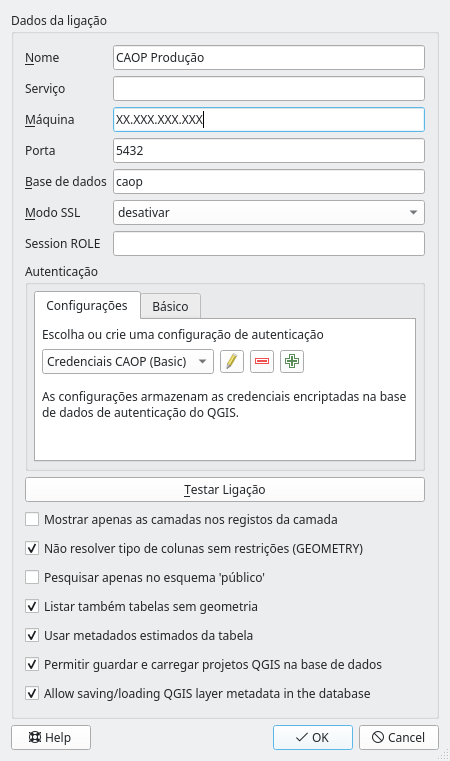 Dados da ligação
Nome CAOP Produção
Serviço
Máquina XX.XXX.XXX.XXX
Porta 5432
Base de dados caop
Modo SSL desativar
Session ROLE
Autenticação
Configurações Básico
Escolha ou crie uma configuração de autenticação
Credenciais CAOP (Basic)
As configurações armazenam as credenciais encriptadas na base
de dados de autenticação do QGIS.
Testar Ligação
Mostrar apenas as camadas nos registos da camada
Não resolver tipo de colunas sem restrições (GEOMETRY)
Pesquisar apenas no esquema 'público'
Listar também tabelas sem geometria
Usar metadados estimados da tabela
Permitir guardar e carregar projetos QGIS na base de dados
Allow saving/loading QGIS layer metadata in the database
Help OK Cancel